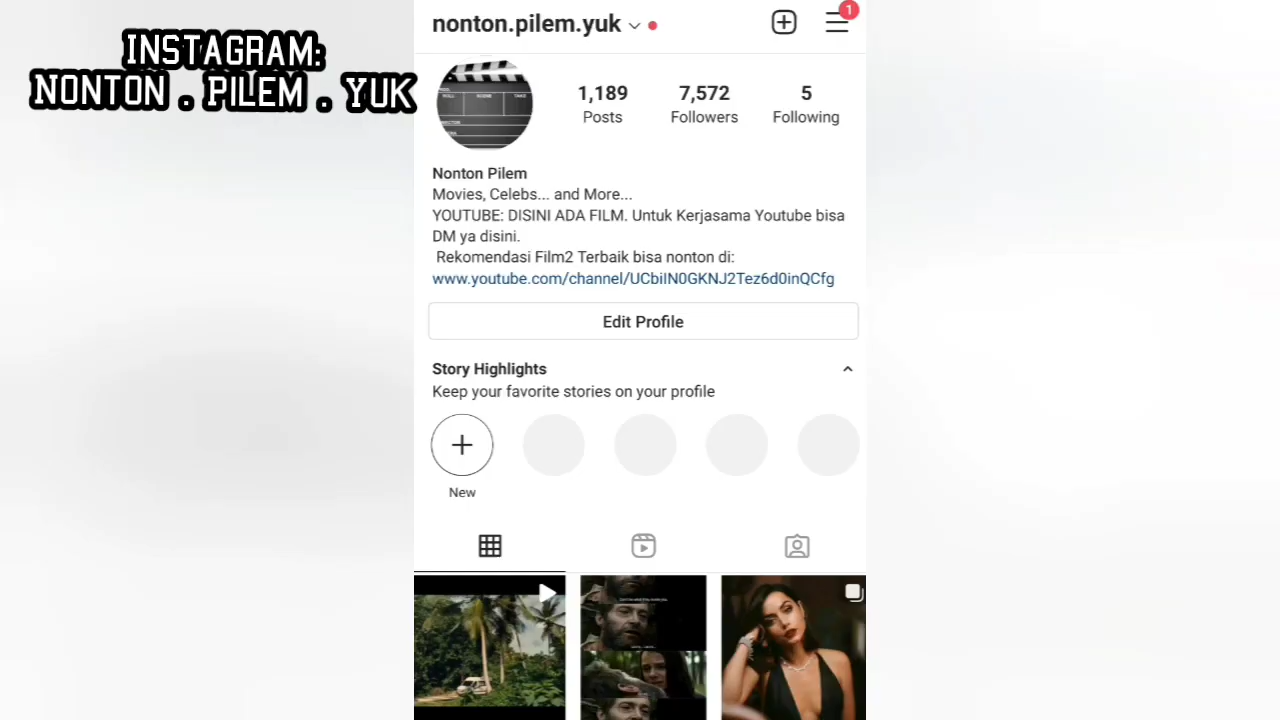 INSTAGRAM:
NONTON . PILEM . YUK
nonton.pilem.yuk
1
1,189
7,572
5
Posts
Followers
Following
Nonton Pilem
Movies, Celebs... and More...
YOUTUBE: DISINI ADA FILM. Untuk Kerjasama Youtube bisa
DM ya disini.
Rekomendasi Film2 Terbaik bisa nonton di:
www.youtube.com/channel/UCbiIN0GKNJ2Tez6d0inQCfg
Edit Profile
Story Highlights
Keep your favorite stories on your profile
New